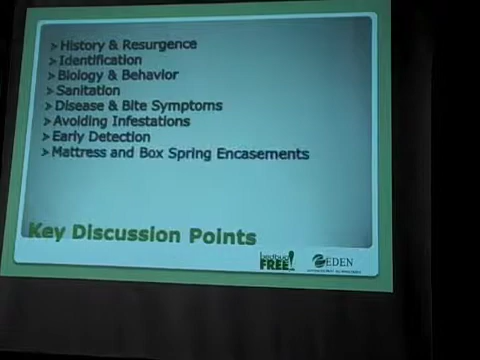 ➢ History & Resurgence
➢ Identification
➢ Biology & Behavior
➢ Sanitation
➢ Disease & Bite Symptoms
➢ Avoiding Infestations
➢ Early Detection
➢ Mattress and Box Spring Encasements
Key Discussion Points
bedbug
FREE!
EDEN